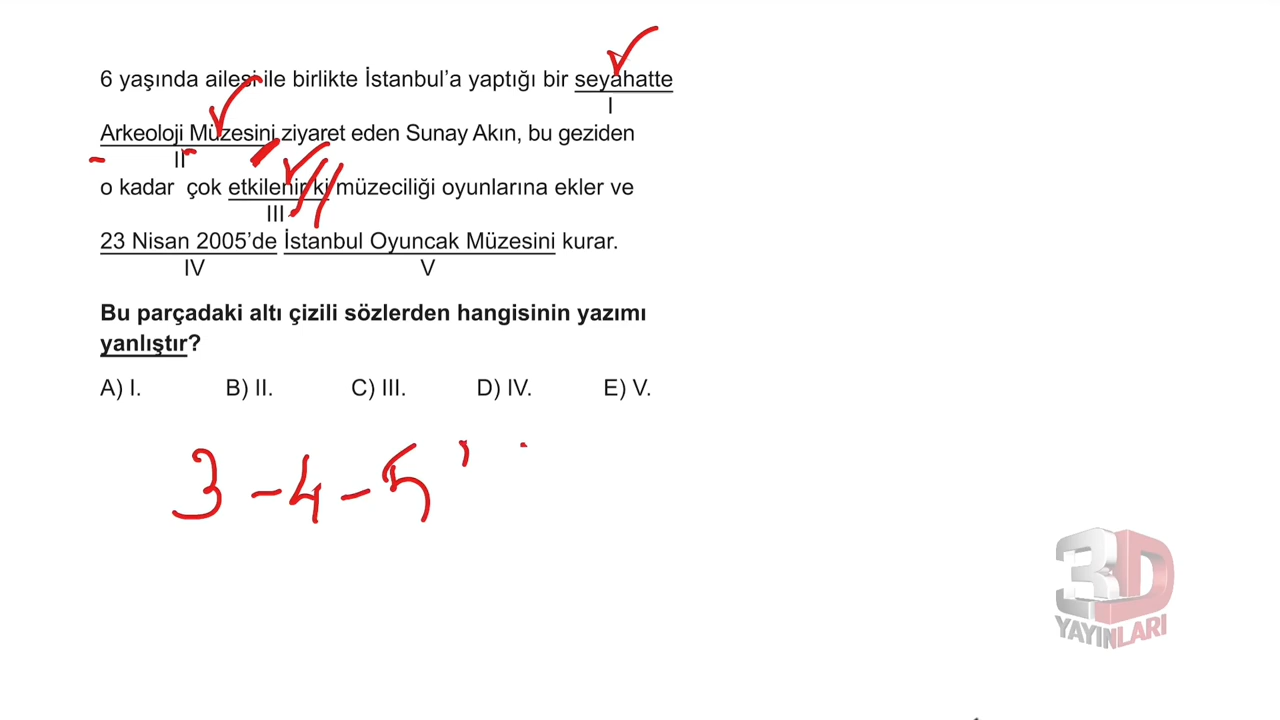 6 yaşında ailesi ile birlikte İstanbul'a yaptığı bir seyahatte
I
Arkeoloji Müzesini ziyaret eden Sunay Akın, bu geziden
II
o kadar çok etkilenir ki müzeciliği oyunlarına ekler ve
III
23 Nisan 2005'de İstanbul Oyuncak Müzesini kurar.
IV V
Bu parçadaki altı çizili sözlerden hangisinin yazımı
yanlıştır?
A) I. B) II. C) III. D) IV. E) V.
3-4-5'
3D
YAYINLARI